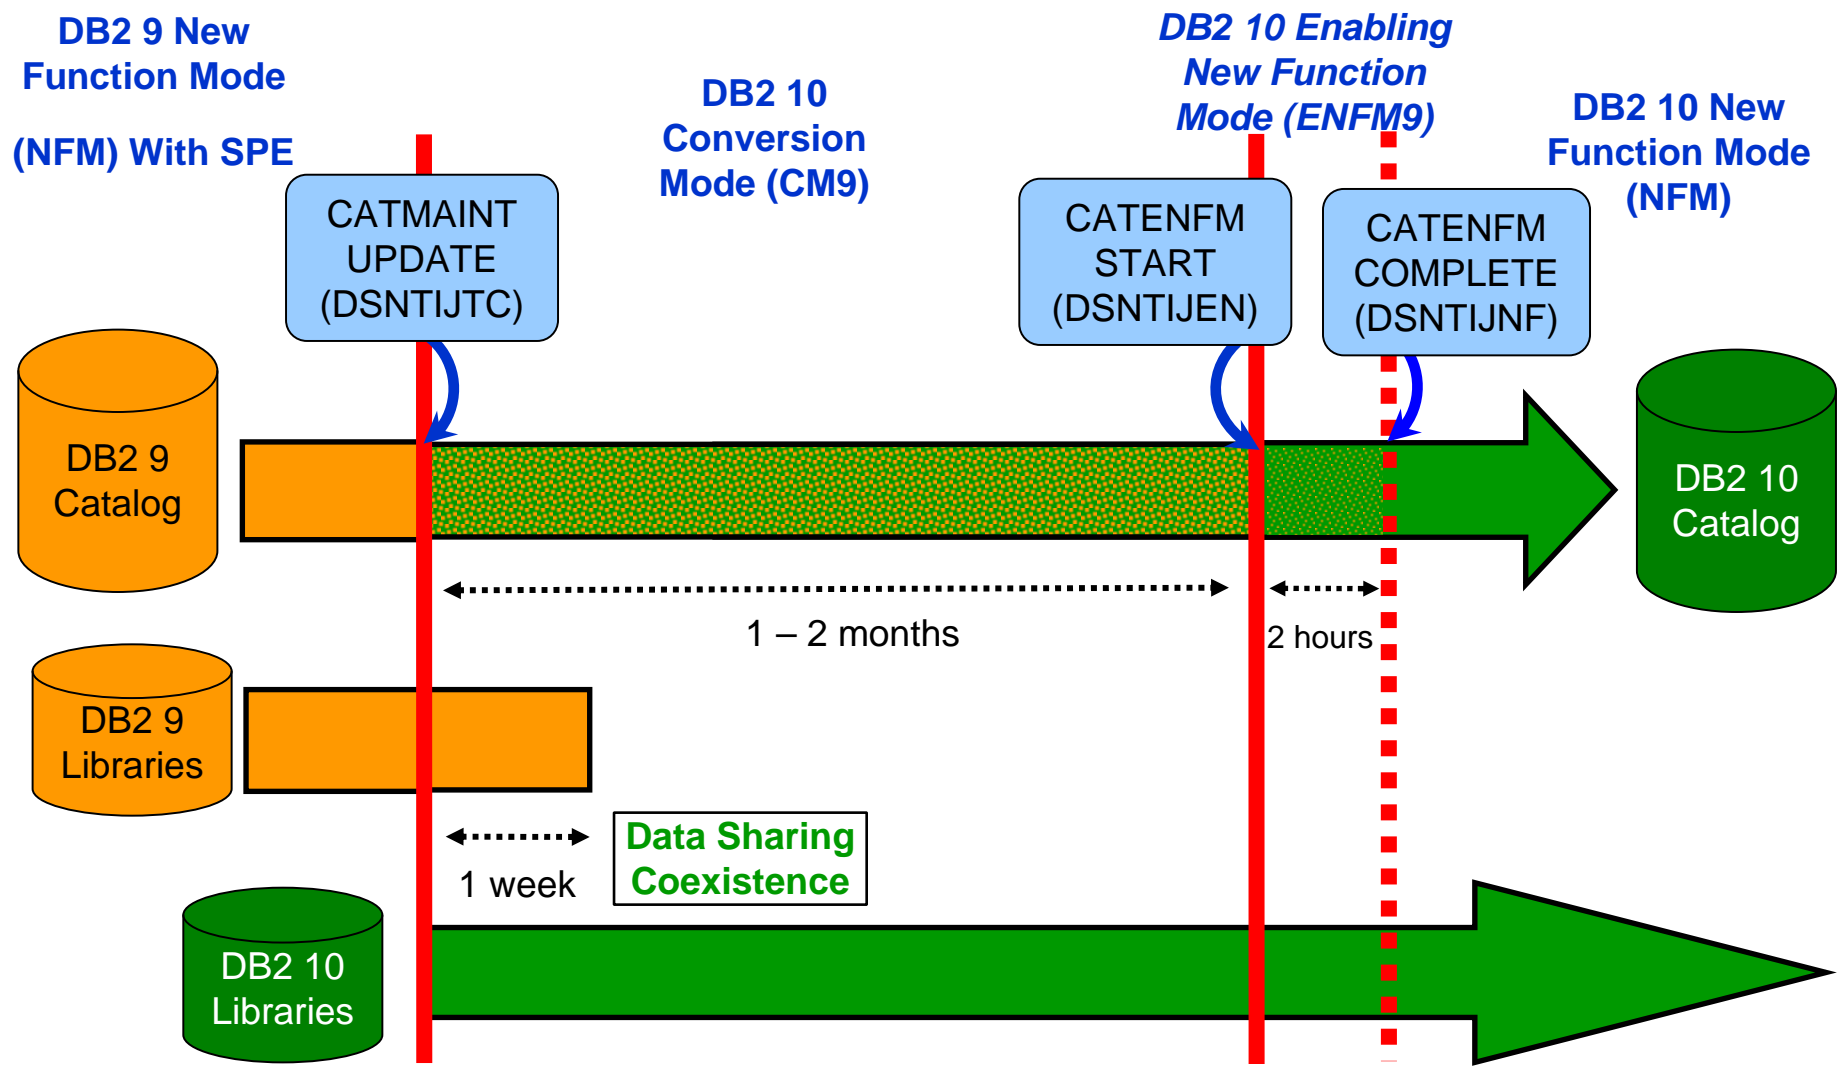 DB2 9 New
Function Mode
(NFM) With SPE
DB2 10
Conversion
Mode (CM9)
DB2 10 Enabling
New Function
Mode (ENFM9)
DB2 10 New
Function Mode
(NFM)
CATMAINT
UPDATE
(DSNTIJTC)
CATENFM
START
(DSNTIJEN)
CATENFM
COMPLETE
(DSNTIJNF)
DB2 9
Catalog
DB2 10
Catalog
1 – 2 months
2 hours
DB2 9
Libraries
1 week
Data Sharing
Coexistence
DB2 10
Libraries